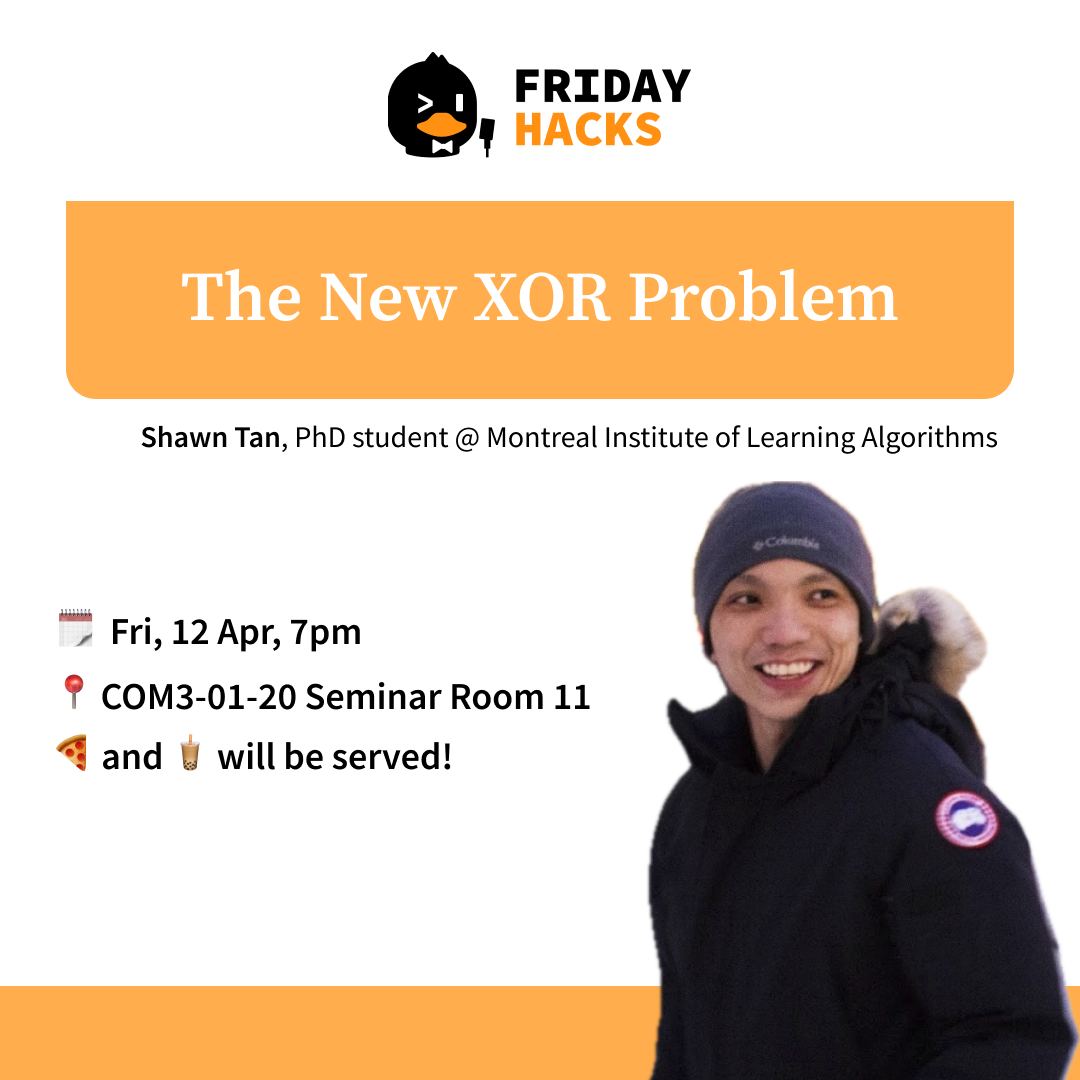 FRIDAY
HACKS
The New XOR Problem
Shawn Tan, PhD student @ Montreal Institute of Learning Algorithms
Columbia
Fri, 12 Apr, 7pm
COM3-01-20 Seminar Room 11
🍕 and 🧋 will be served!